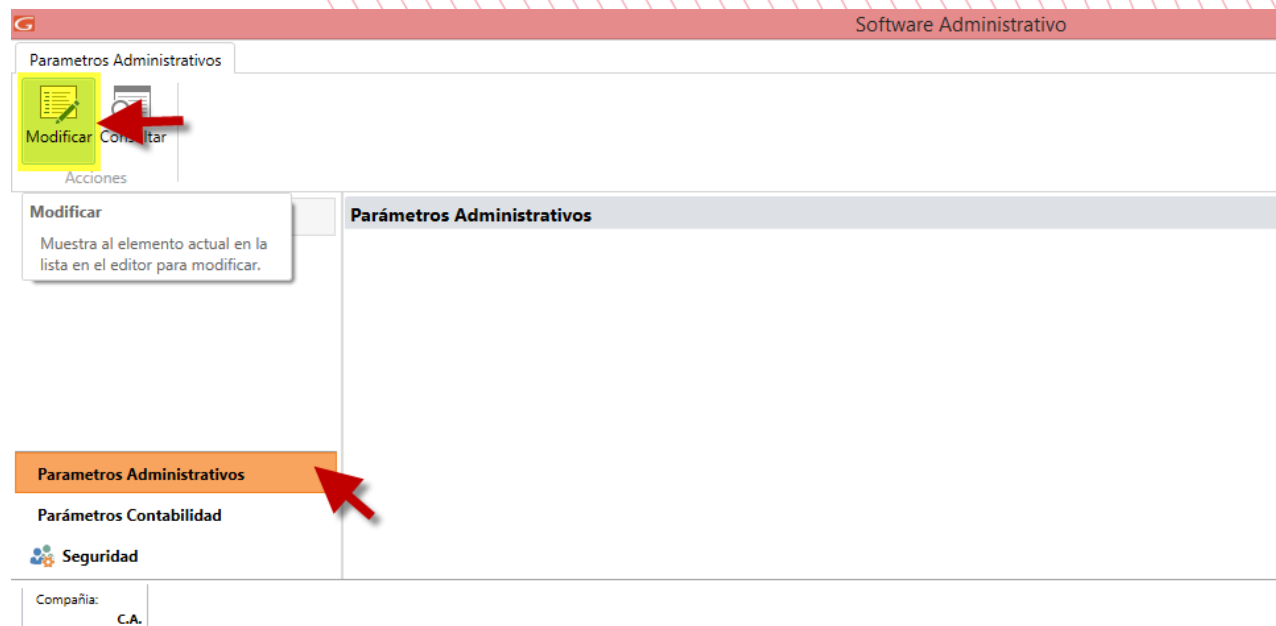 G
Software Administrativo
Parametros Administrativos
Modificar Consultar
Acciones
Modificar
Muestra al elemento actual en la
lista en el editor para modificar.
Parámetros Administrativos
Parametros Administrativos
Parámetros Contabilidad
Seguridad
Compañia:
C.A.